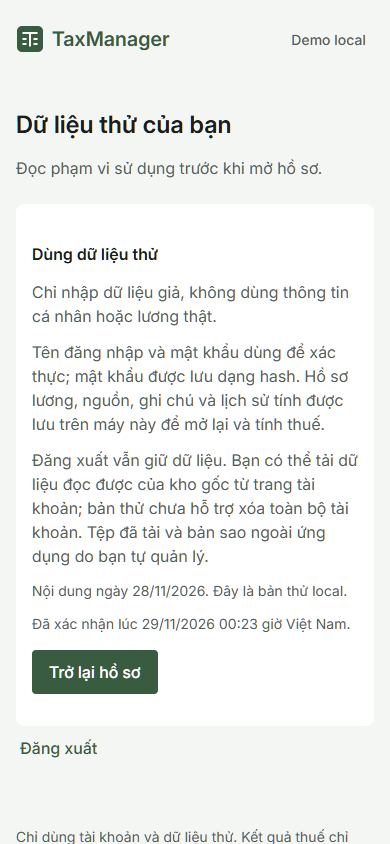 TaxManager
Demo local
Dữ liệu thử của bạn
Đọc phạm vi sử dụng trước khi mở hồ sơ.
Dùng dữ liệu thử
Chỉ nhập dữ liệu giả, không dùng thông tin
cá nhân hoặc lương thật.
Tên đăng nhập và mật khẩu dùng để xác
thực; mật khẩu được lưu dạng hash. Hồ sơ
lương, nguồn, ghi chú và lịch sử tính được
lưu trên máy này để mở lại và tính thuế.
Đăng xuất vẫn giữ dữ liệu. Bạn có thể tải dữ
liệu đọc được của kho gốc từ trang tài
khoản; bản thử chưa hỗ trợ xóa toàn bộ tài
khoản. Tệp đã tải và bản sao ngoài ứng
dụng do bạn tự quản lý.
Nội dung ngày 28/11/2026. Đây là bản thử local.
Đã xác nhận lúc 29/11/2026 00:23 giờ Việt Nam.
Trở lại hồ sơ
Đăng xuất
Chỉ dùng tài khoản và dữ liệu thử. Kết quả thuế chỉ